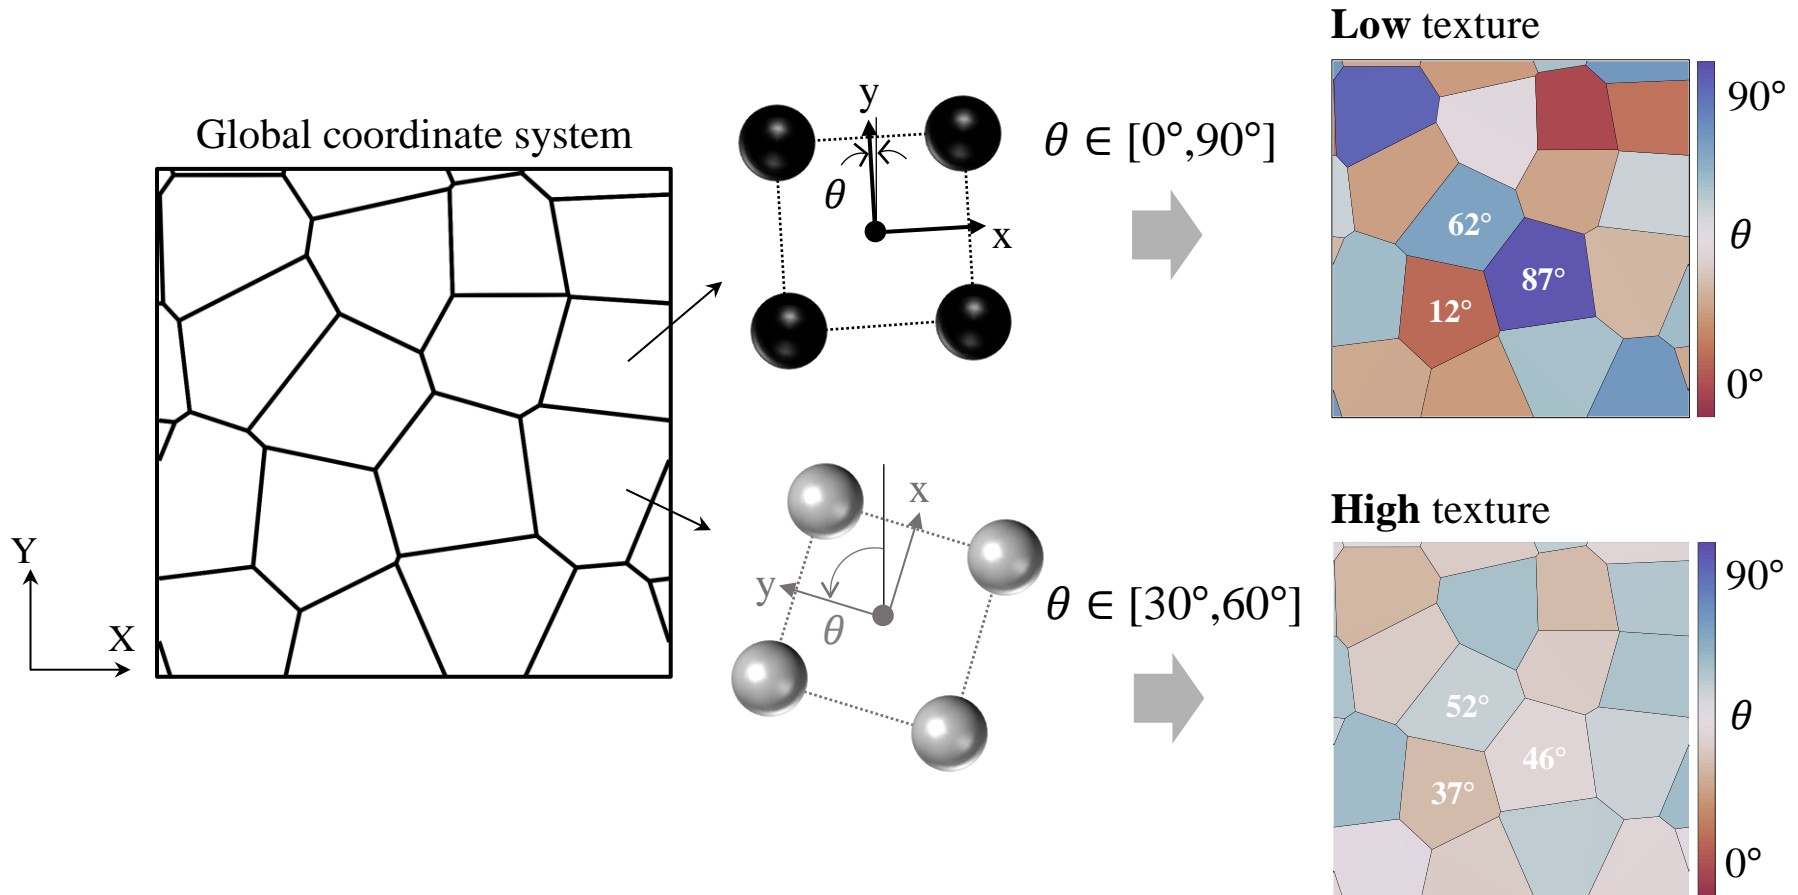 Global coordinate system
Y
X
y
θ
x
θ ∈ [0°,90°]
x
y
θ
θ ∈ [30°,60°]
Low texture
62°
87°
12°
90°
θ
0°
High texture
52°
46°
37°
90°
θ
0°